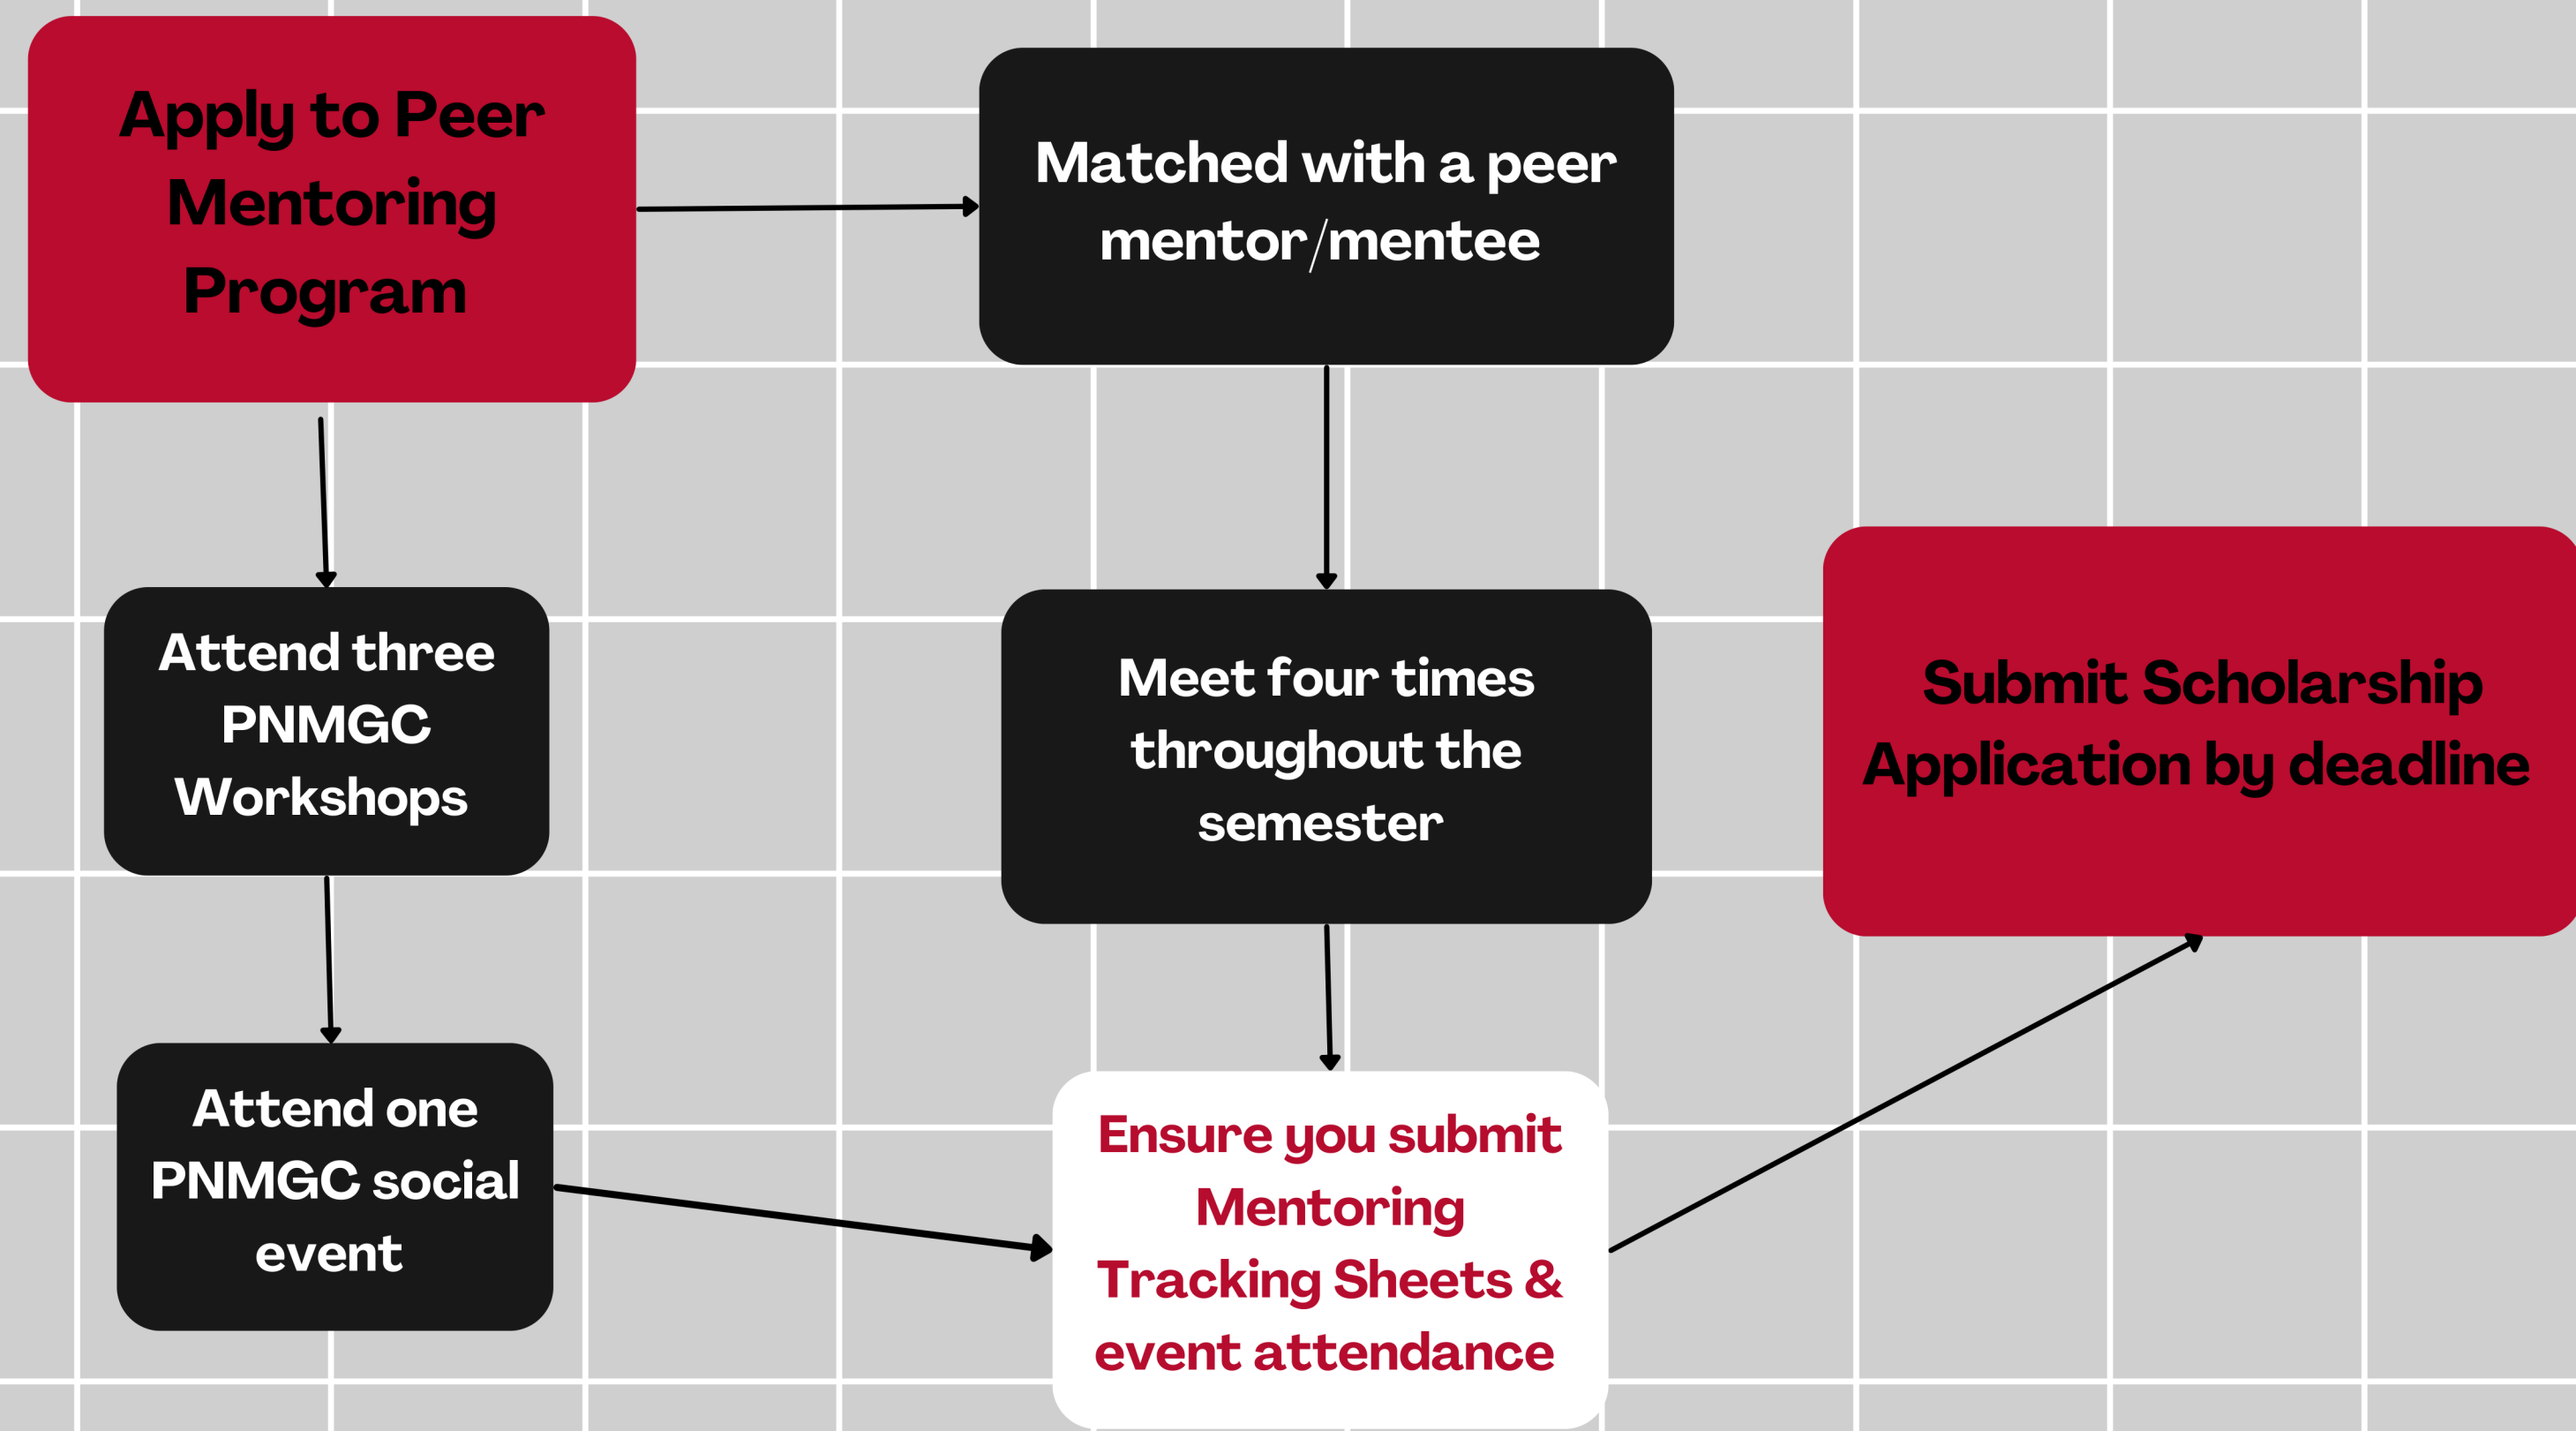 Apply to Peer
Mentoring
Program
Matched with a peer
mentor/mentee
Attend three
PNMGC
Workshops
Meet four times
throughout the
semester
Submit Scholarship
Application by deadline
Attend one
PNMGC social
event
Ensure you submit
Mentoring
Tracking Sheets &
event attendance